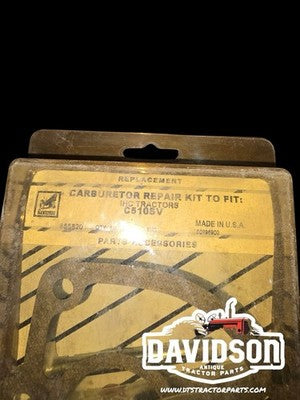 REPLACEMENT
CARBURETOR REPAIR KIT TO FIT:
IHC TRACTORS
C5105V
MADE IN U.S.A.
PARTS/ACCESSORIES
DAVIDSON
ANTIQUE
TRACTOR PARTS
WWW.DTSTRACTORPARTS.COM